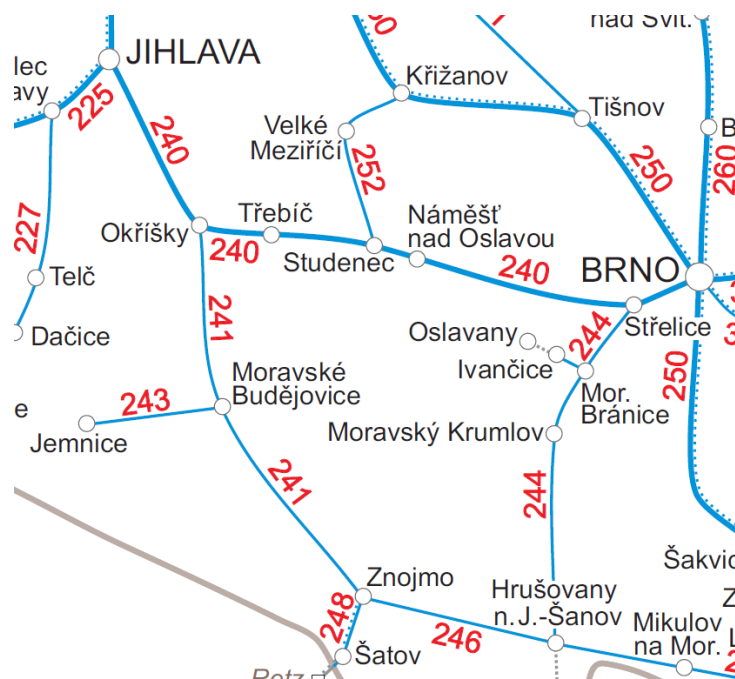 nad Svit.
JIHLAVA
lec
avy
225
Křižanov
Tišnov
240
Velké
Meziříčí
252
250
260
B
227
Třebíč
Okříšky
240
Náměšť
nad Oslavou
Studenec
240
BRNO
Telč
Dačice
241
Oslavany
Ivančice
244
Střelice
250
Moravské
Budějovice
243
Jemnice
e
Mor.
Bránice
Moravský Krumlov
241
244
Šakvic
Znojmo
Hrušovany
n.J.-Šanov
248
246
Mikulov
na Mor.
Z
L
Šatov
Retz